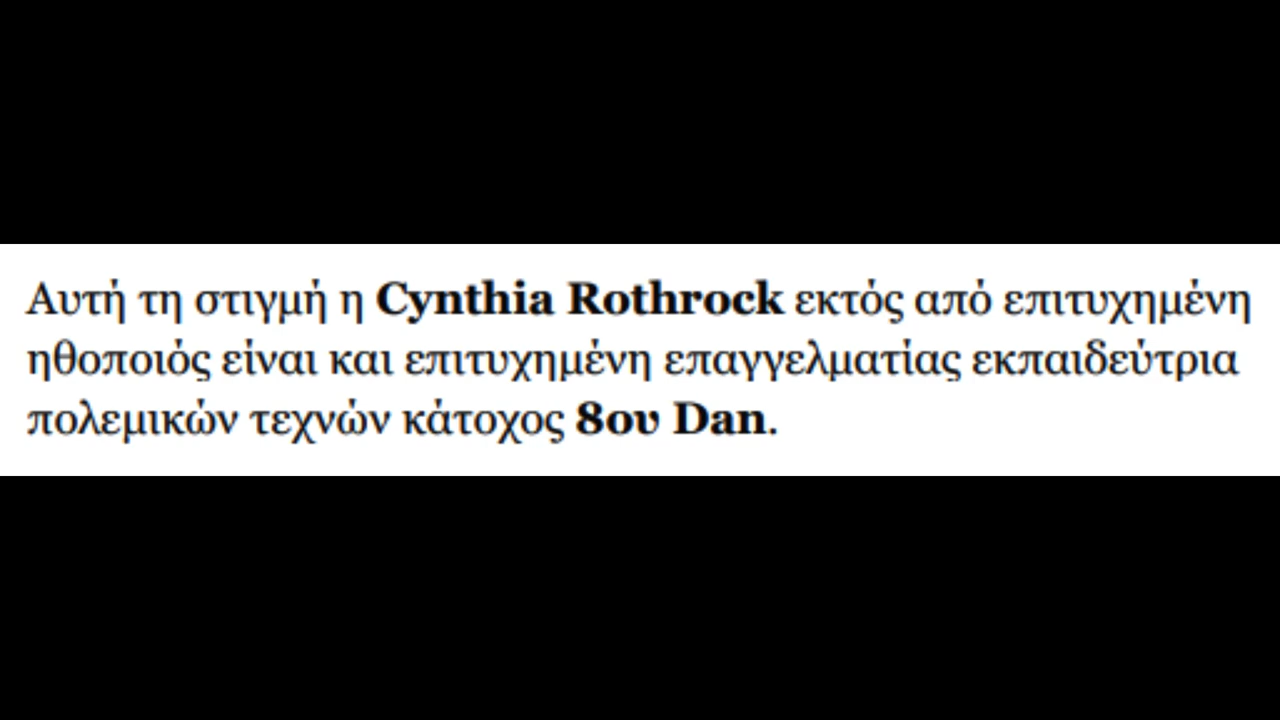 Αυτή τη στιγμή η Cynthia Rothrock εκτός από επιτυχημένη
ηθοποιός είναι και επιτυχημένη επαγγελματίας εκπαιδεύτρια
πολεμικών τεχνών κάτοχος 8ου Dan.